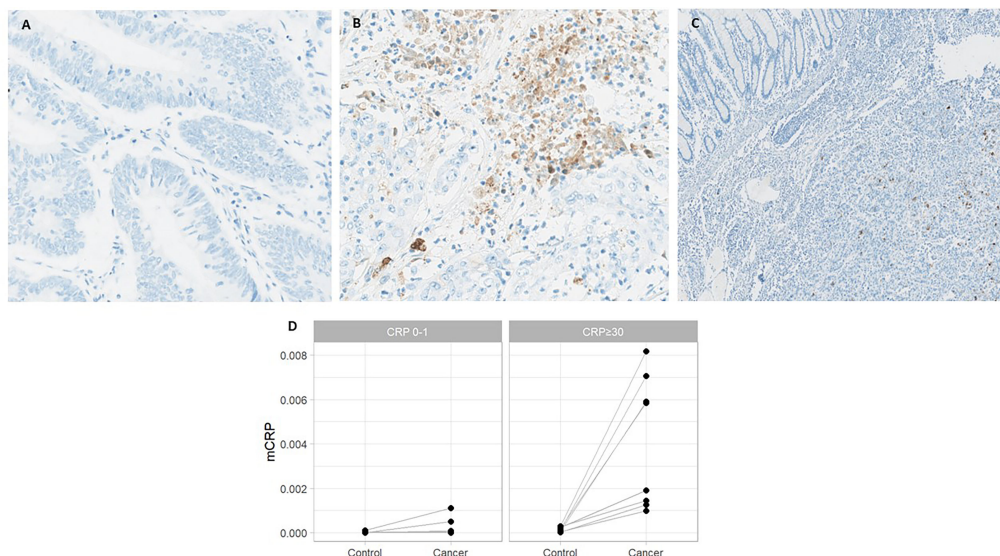 A
B
C
D
CRP 0-1
CRP≥30
0.008
0.006
0.004
0.002
0.000
mCRP
Control
Cancer
Control
Cancer